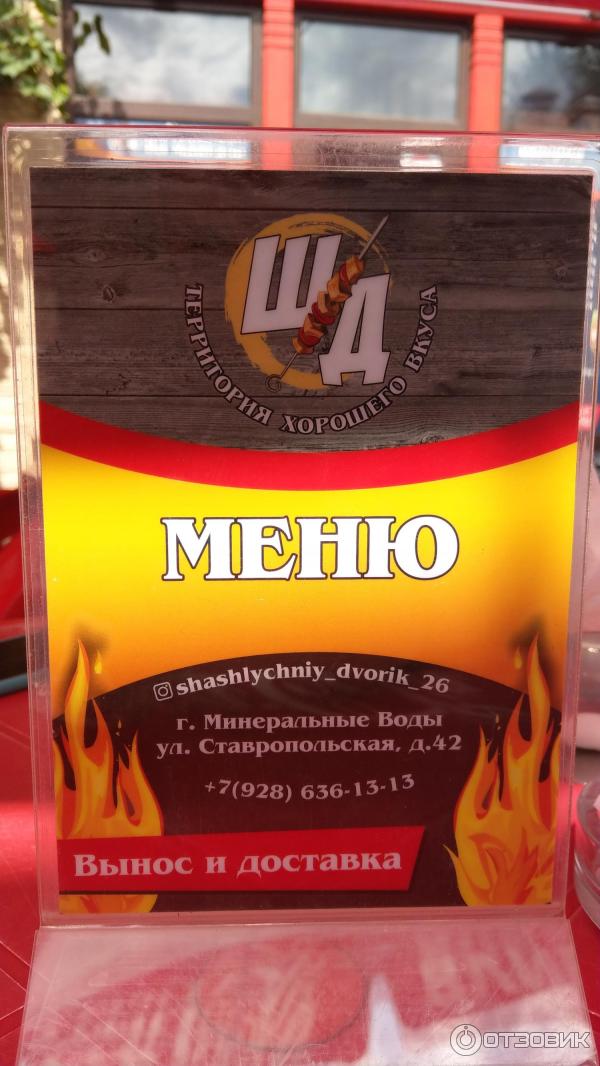 ШД
ТЕРРИТОРИЯ ХОРОШЕГО ВКУСА
МЕНЮ
shashlychniy_dvorik_26
г. Минеральные Воды
ул. Ставропольская, д.42
+7(928) 636-13-13
Вынос и доставка
ОТЗОВИК